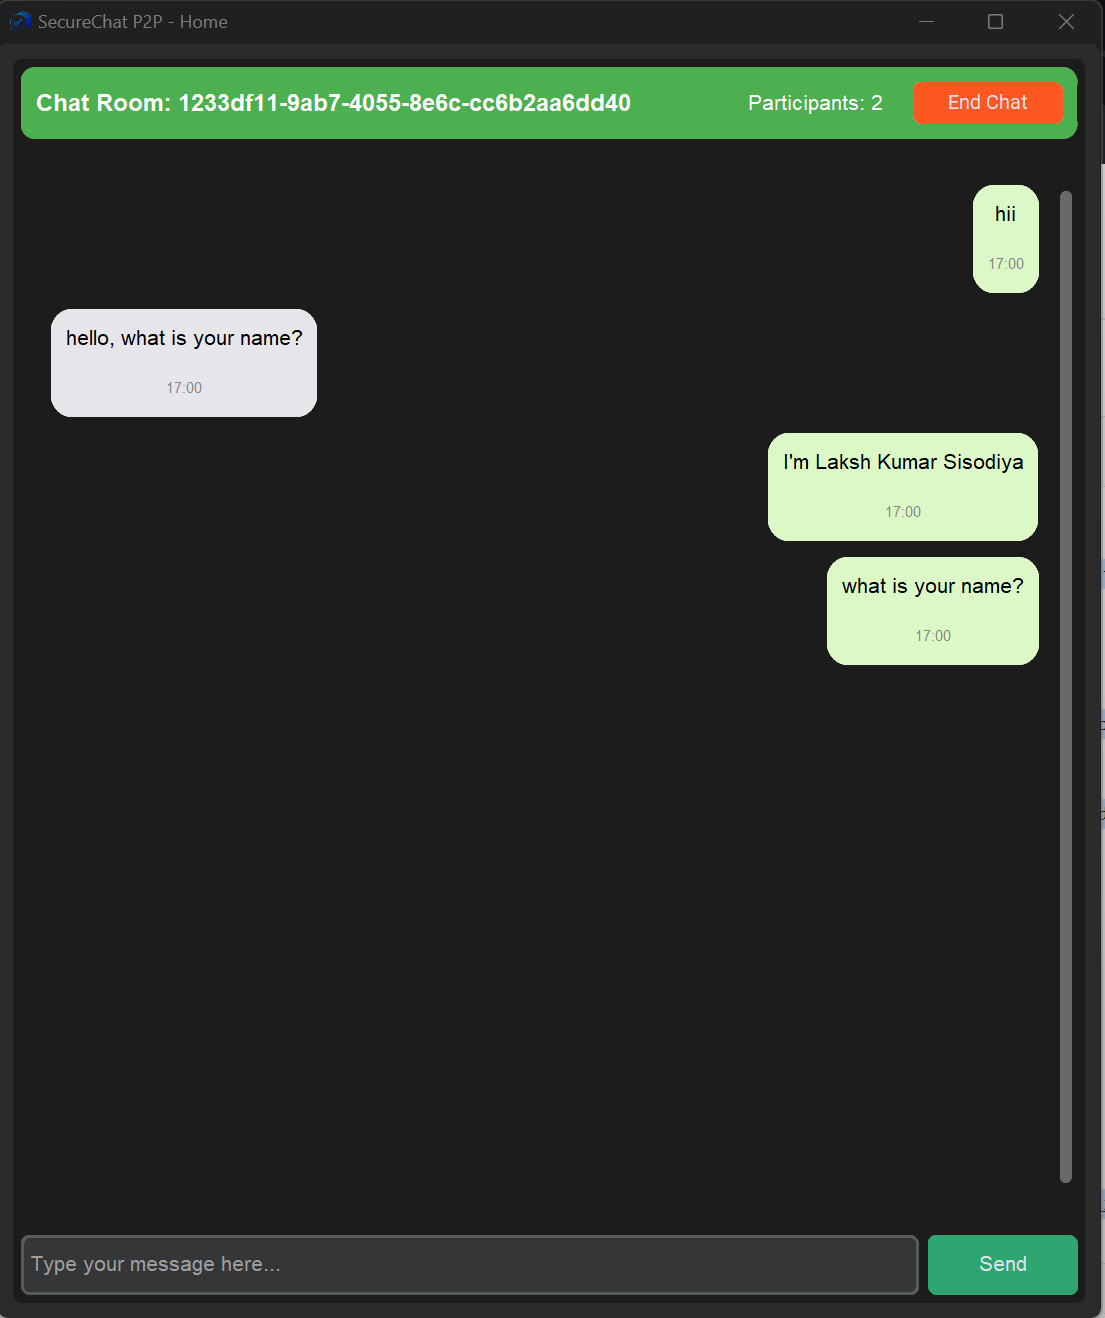 SecureChat P2P - Home
Chat Room: 1233df11-9ab7-4055-8e6c-cc6b2aa6dd40
Participants: 2
End Chat
hii
17:00
hello, what is your name?
17:00
I'm Laksh Kumar Sisodiya
17:00
what is your name?
17:00
Type your message here...
Send